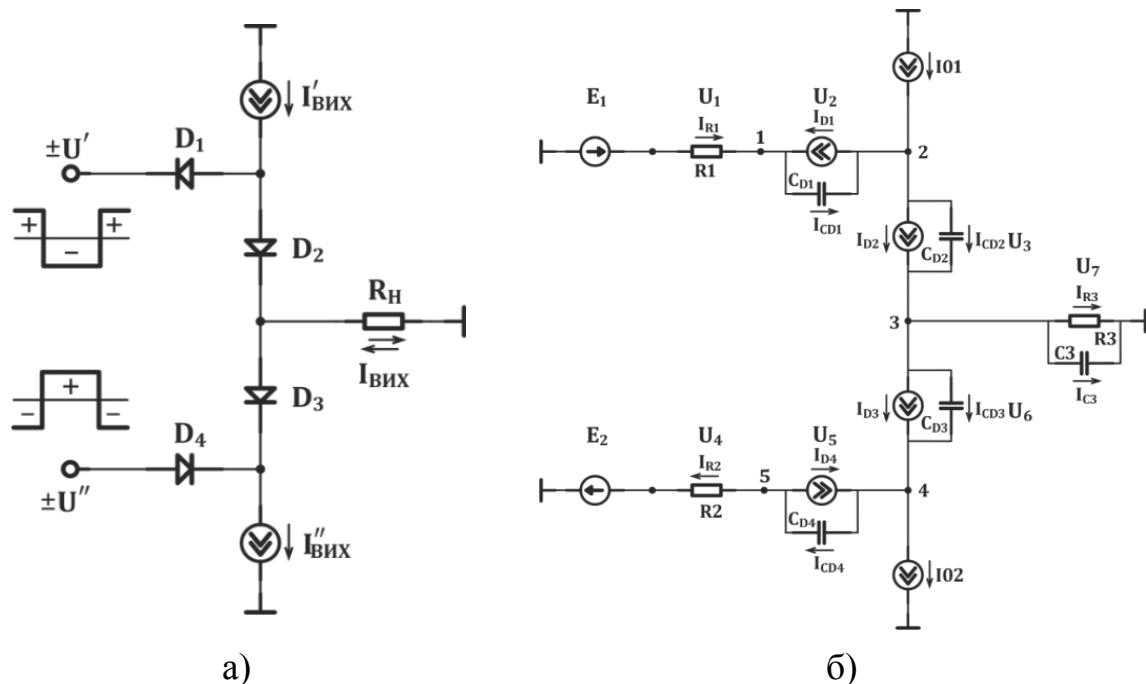 I′ВИХ
D₁
±U′
+ − +
D₂
Rн
IВИХ
D₃
− + −
D₄
±U″
I″ВИХ
а)
I01
E₁ U₁ U₂
IR1 1 ID1 2
R1 CD1
ICD1
ID2 CD2 ICD2 U₃
U₇
IR3
3 R3
C3
IC3
ID3 CD3 ICD3 U₆
E₂ U₄ U₅
IR2 5 ID4 4
R2 CD4
ICD4
I02
б)